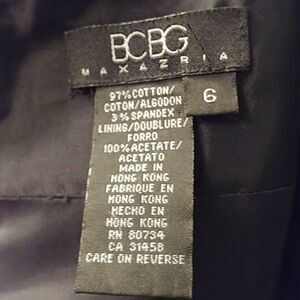 BCBG
MAXAZRIA
6
97% COTTON/
COTON/ALGODON
3% SPANDEX
LINING/DOUBLURE/
FORRO
100% ACETATE/
ACETATO
MADE IN
HONG KONG
FABRIQUE EN
HONG KONG
HECHO EN
HONG KONG
RN 80734
CA 31458
CARE ON REVERSE